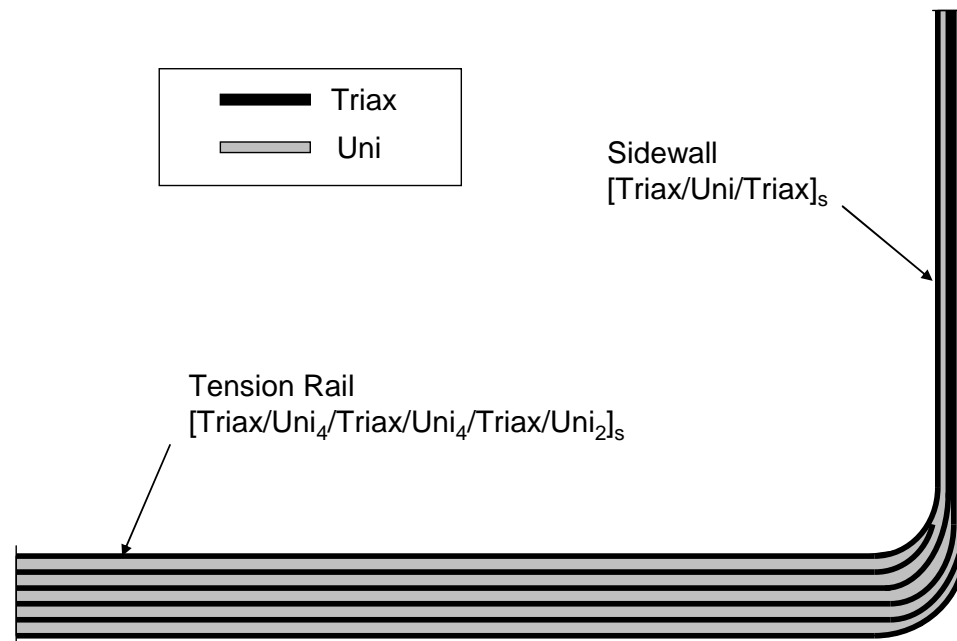 Triax
Uni
Sidewall
[Triax/Uni/Triax]s
Tension Rail
[Triax/Uni4/Triax/Uni4/Triax/Uni2]s